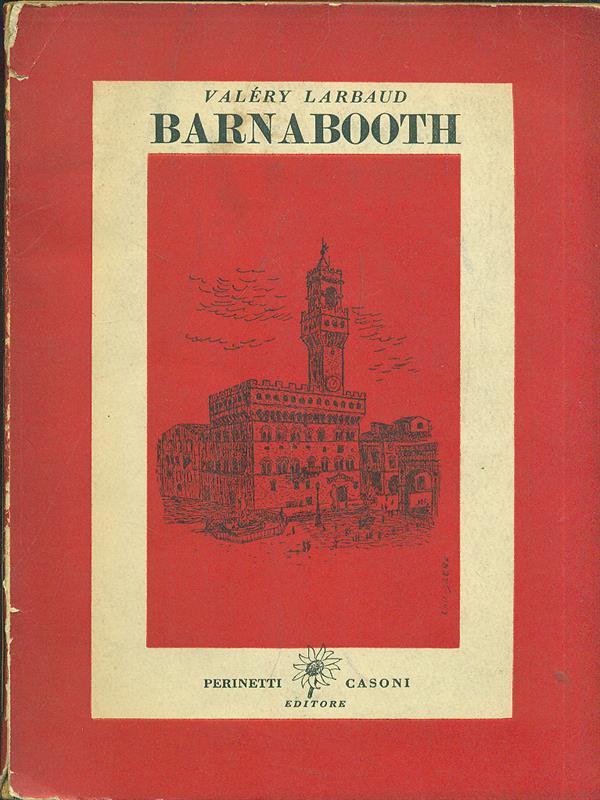 VALÉRY LARBAUD
BARNABOOTH
PERINETTI CASONI
EDITORE